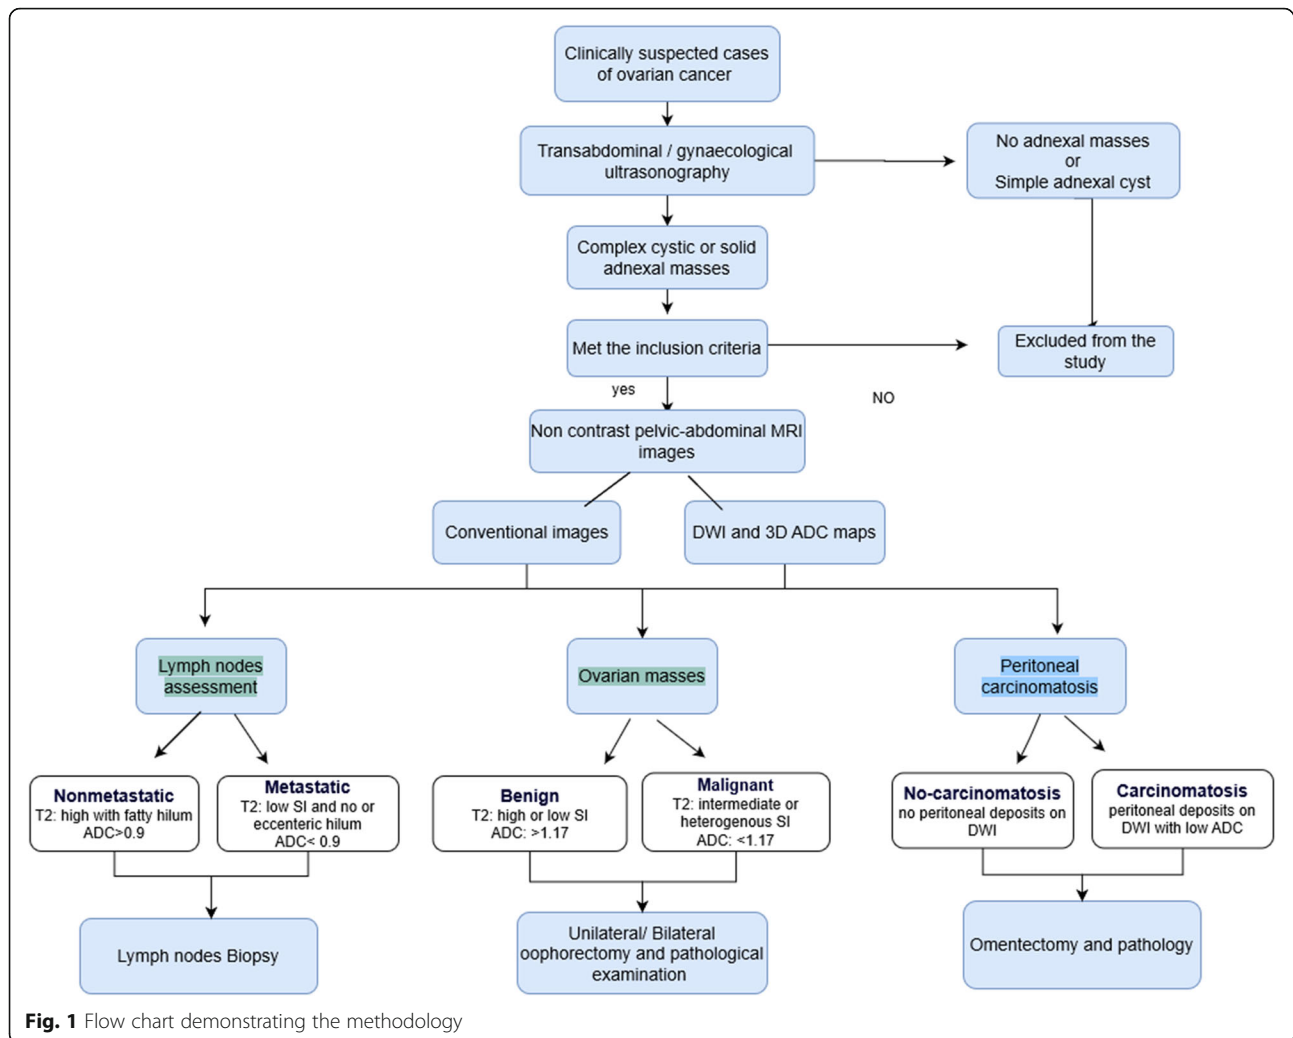 Clinically suspected cases
of ovarian cancer
Transabdominal / gynaecological
ultrasonography
No adnexal masses
or
Simple adnexal cyst
Complex cystic or solid
adnexal masses
Met the inclusion criteria
Excluded from the
study
yes
NO
Non contrast pelvic-abdominal MRI
images
Conventional images
DWI and 3D ADC maps
Lymph nodes
assessment
Ovarian masses
Peritoneal
carcinomatosis
Nonmetastatic
T2: high with fatty hilum
ADC>0.9
Metastatic
T2: low SI and no or
eccenteric hilum
ADC< 0.9
Benign
T2: high or low SI
ADC: >1.17
Malignant
T2: intermediate or
heterogenous SI
ADC: <1.17
No-carcinomatosis
no peritoneal deposits on
DWI
Carcinomatosis
peritoneal deposits on
DWI with low ADC
Lymph nodes Biopsy
Unilateral/ Bilateral
oophorectomy and pathological
examination
Omentectomy and pathology
Fig. 1 Flow chart demonstrating the methodology